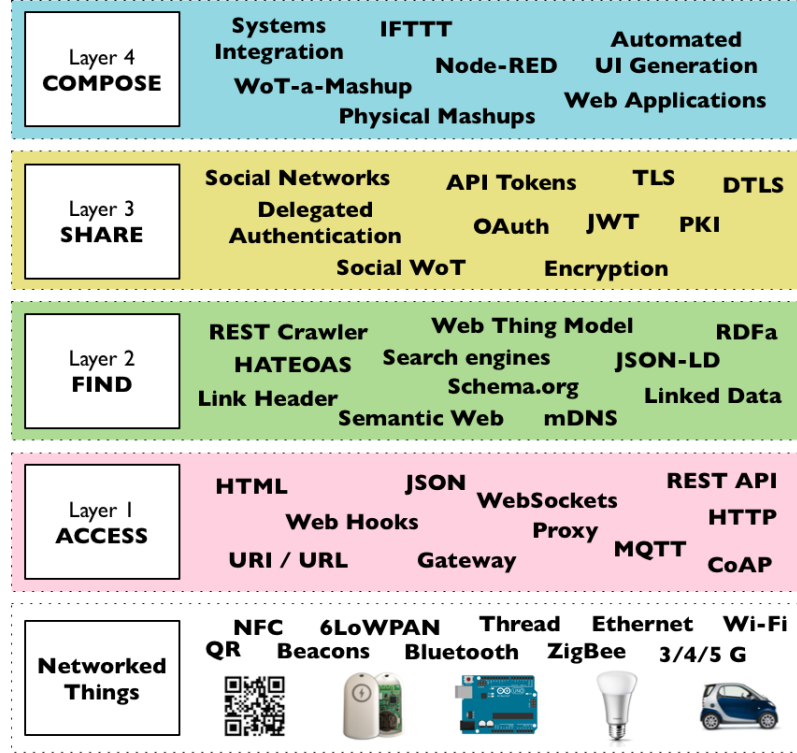 Layer 4
COMPOSE
Systems
Integration
IFTTT
Node-RED
Automated
UI Generation
WoT-a-Mashup
Physical Mashups
Web Applications
Layer 3
SHARE
Social Networks
API Tokens
TLS
DTLS
Delegated
Authentication
OAuth
JWT
PKI
Social WoT
Encryption
Layer 2
FIND
REST Crawler
Web Thing Model
RDFa
HATEOAS
Search engines
JSON-LD
Link Header
Schema.org
Linked Data
Semantic Web
mDNS
Layer 1
ACCESS
HTML
JSON
WebSockets
REST API
Web Hooks
Proxy
HTTP
URI / URL
Gateway
MQTT
CoAP
Networked
Things
NFC
6LoWPAN
Thread
Ethernet
Wi-Fi
QR
Beacons
Bluetooth
ZigBee
3/4/5 G